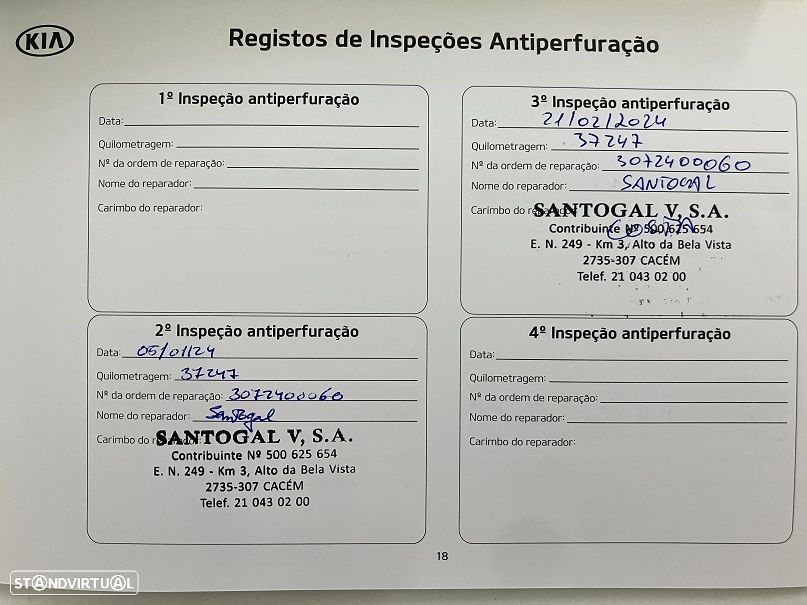 KIA
Registos de Inspeções Antiperfuração
1º Inspeção antiperfuração
Data:
Quilometragem:
Nº da ordem de reparação:
Nome do reparador:
Carimbo do reparador:
2º Inspeção antiperfuração
Data: 05/01/24
Quilometragem: 37247
Nº da ordem de reparação: 3072400060
Nome do reparador: Santogal
Carimbo do
SANTOGAL V, S.A.
Contribuinte Nº 500 625 654
E. N. 249 - Km 3, Alto da Bela Vista
2735-307 CACÉM
Telef. 21 043 02 00
3º Inspeção antiperfuração
Data: 21/02/2024
Quilometragem: 37247
Nº da ordem de reparação: 3072400060
Nome do reparador: SANTOGAL
Carimbo do reparador:
SANTOGAL V, S.A.
Contribuinte Nº 500 625 654
E. N. 249 - Km 3, Alto da Bela Vista
2735-307 CACÉM
Telef. 21 043 02 00
4º Inspeção antiperfuração
Data:
Quilometragem:
Nº da ordem de reparação:
Nome do reparador:
Carimbo do reparador:
18
STANDVIRTUAL